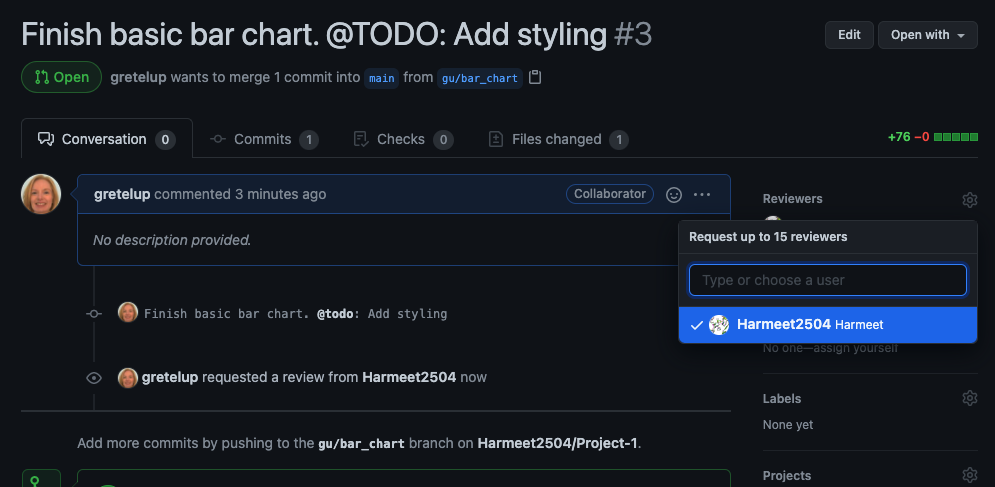 Finish basic bar chart. @TODO: Add styling #3
Edit
Open with
Open
gretelup wants to merge 1 commit into main from gu/bar_chart
Conversation 0
Commits 1
Checks 0
Files changed 1
+76 −0
gretelup commented 3 minutes ago
Collaborator
No description provided.
Finish basic bar chart. @todo: Add styling
gretelup requested a review from Harmeet2504 now
Add more commits by pushing to the gu/bar_chart branch on Harmeet2504/Project-1.
Reviewers
Request up to 15 reviewers
Type or choose a user
Harmeet2504 Harmeet
No one—assign yourself
Labels
None yet
Projects